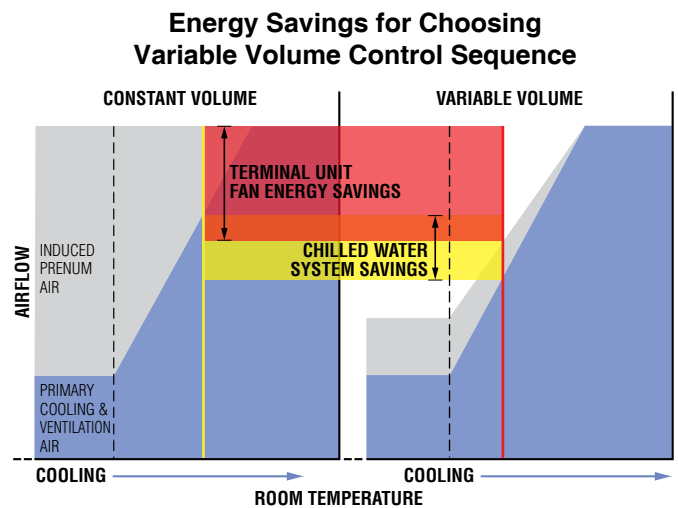 Energy Savings for Choosing
Variable Volume Control Sequence
CONSTANT VOLUME
VARIABLE VOLUME
TERMINAL UNIT
FAN ENERGY SAVINGS
CHILLED WATER
SYSTEM SAVINGS
INDUCED
PRENUM
AIR
AIRFLOW
PRIMARY
COOLING &
VENTILATION
AIR
COOLING
COOLING
ROOM TEMPERATURE